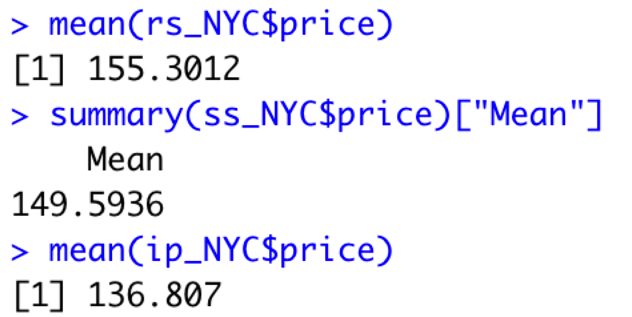 > mean(rs_NYC$price)
[1] 155.3012
> summary(ss_NYC$price)["Mean"]
    Mean
149.5936
> mean(ip_NYC$price)
[1] 136.807